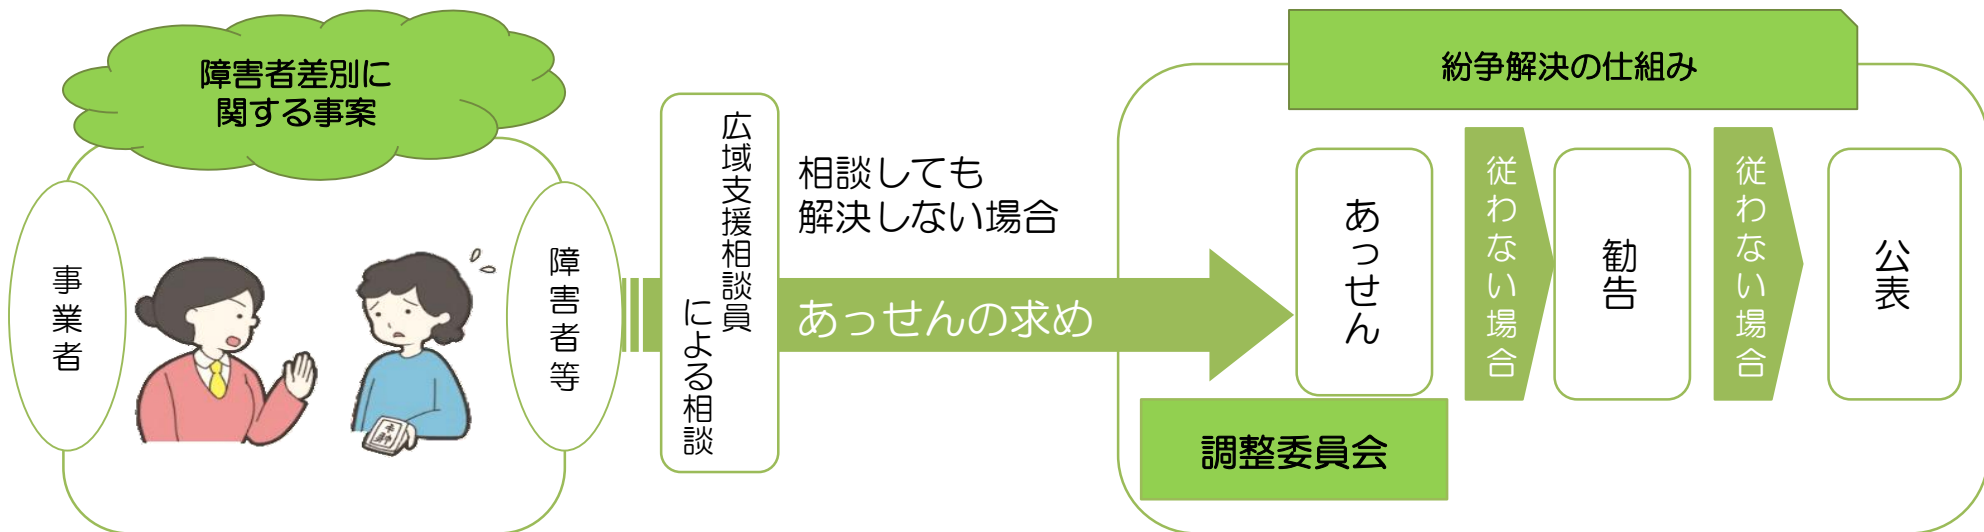 障害者差別に
関する事案
事業者
障害者等
広域支援相談員
による相談
相談しても
解決しない場合
あっせんの求め
紛争解決の仕組み
あっせん
調整委員会
従わない場合
勧告
従わない場合
公表